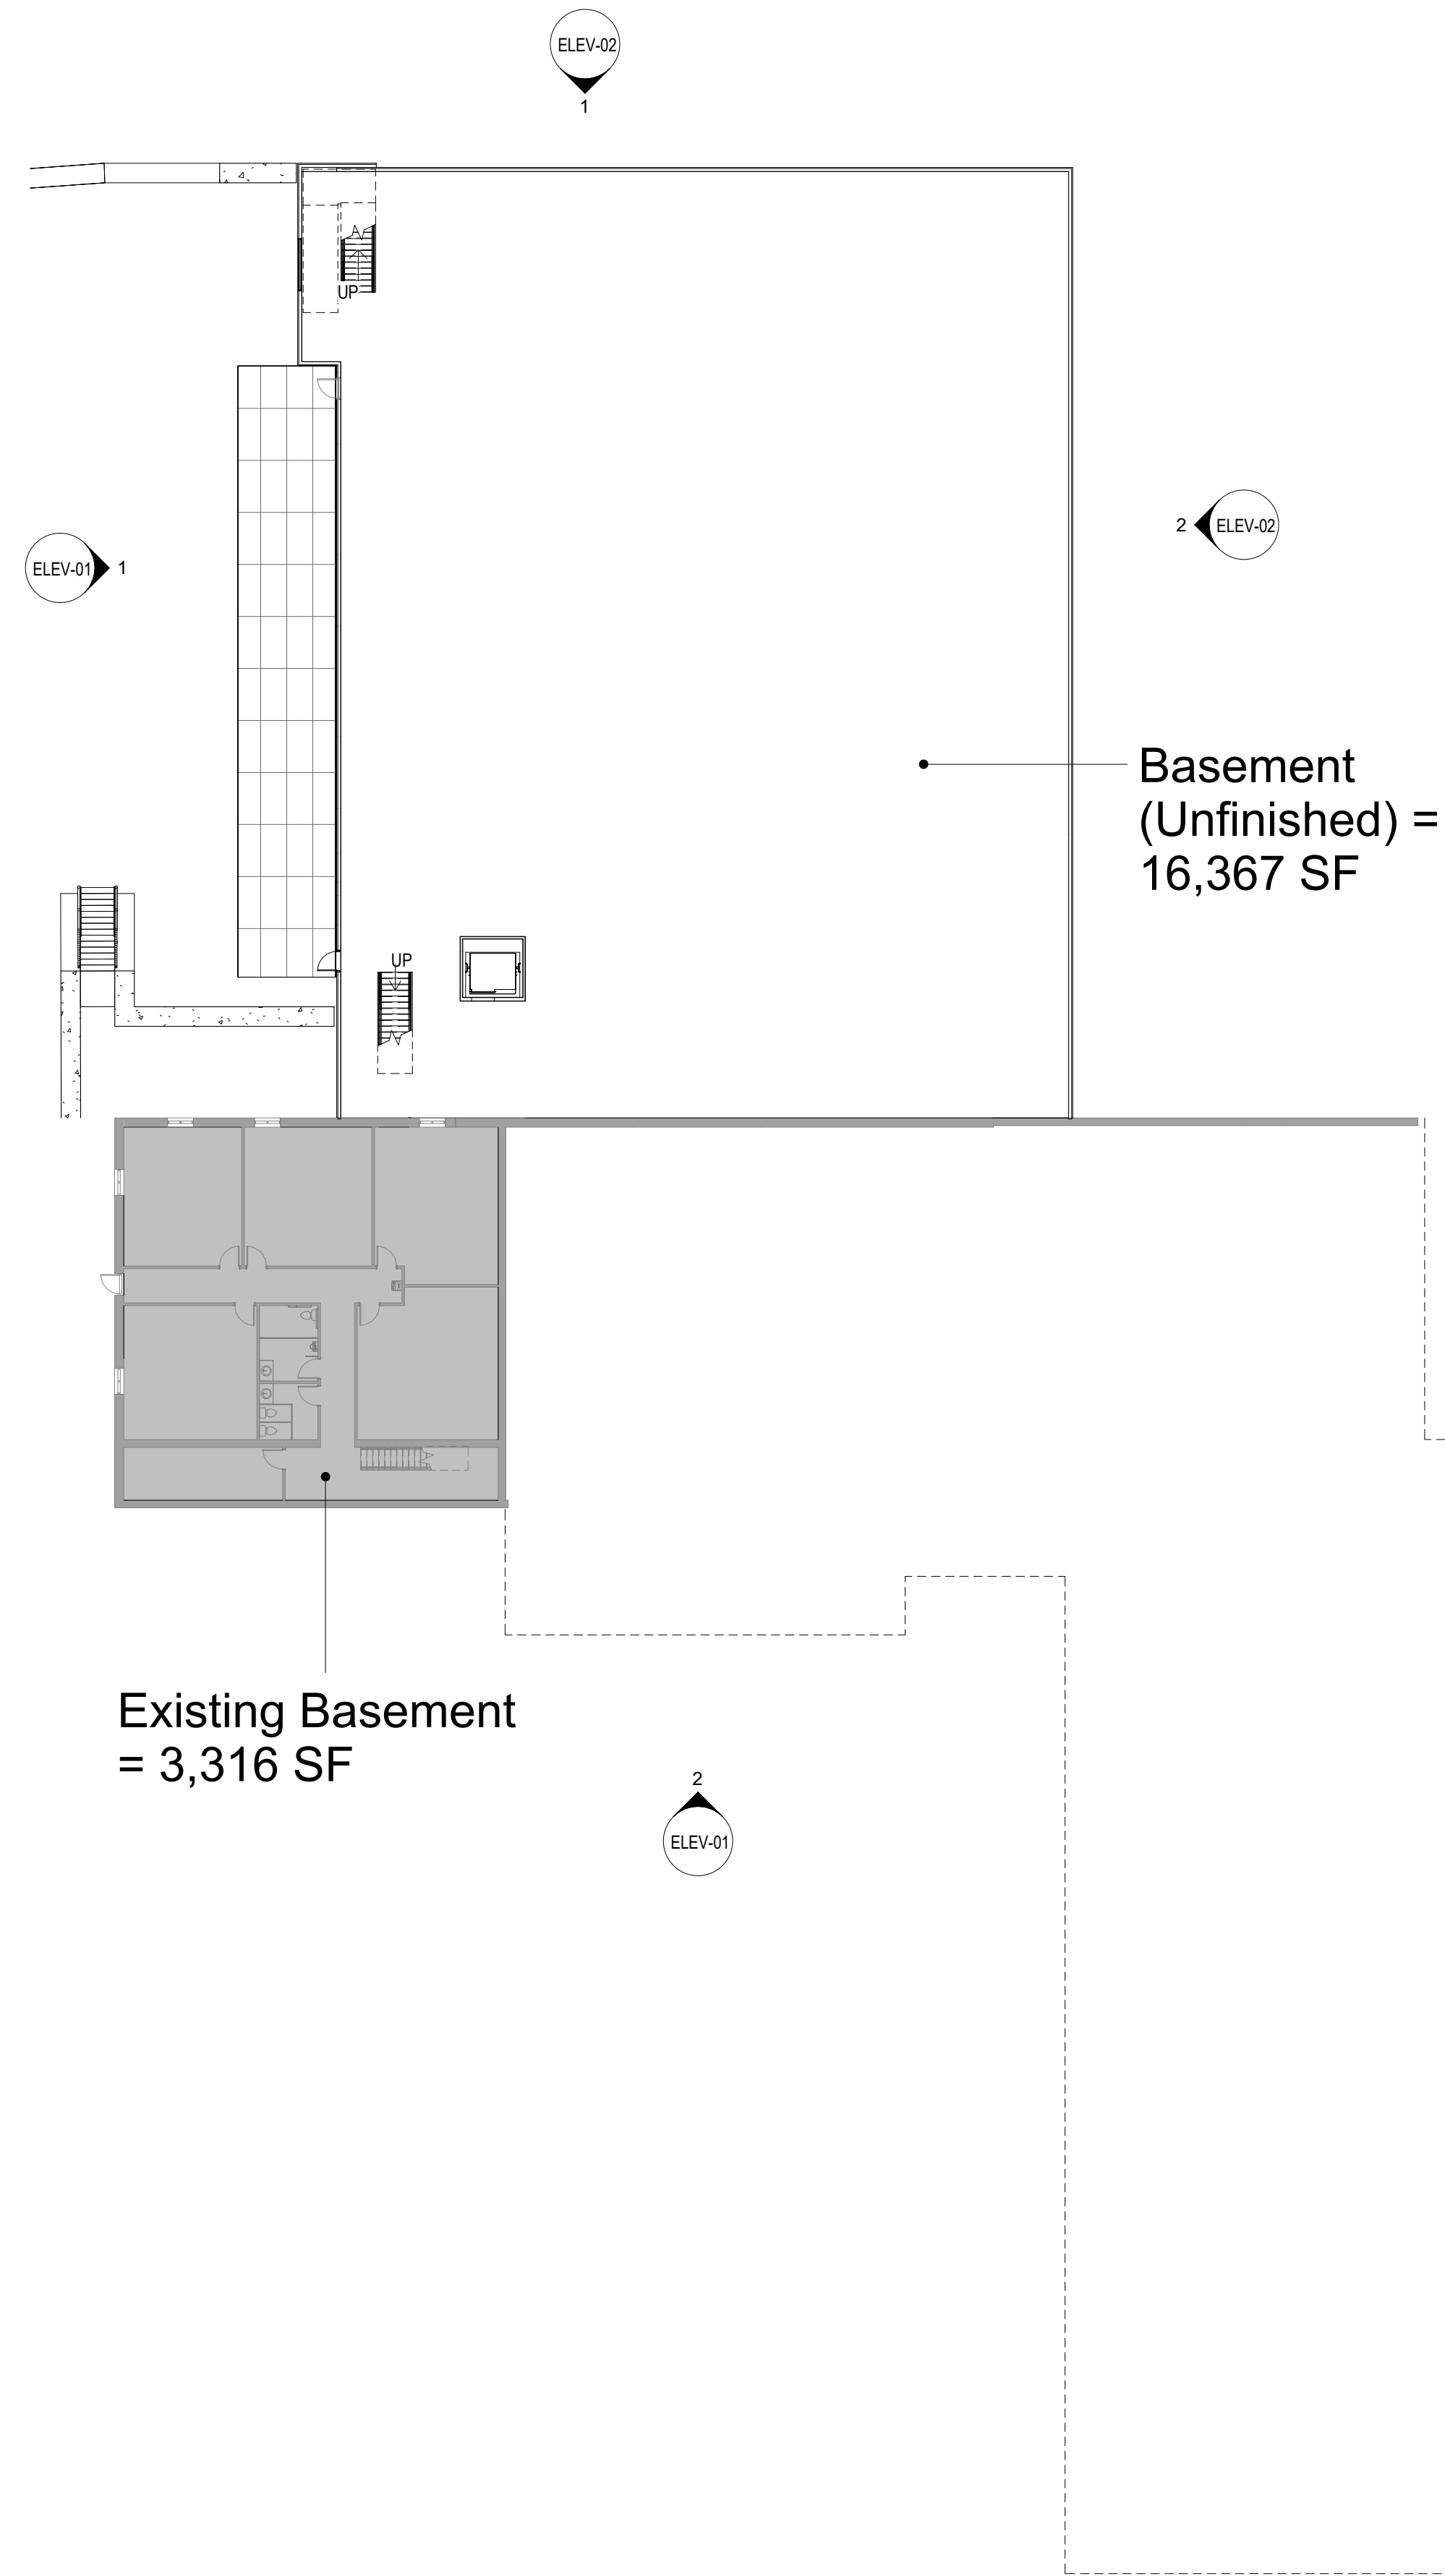 ELEV-02
1
UP
2 ELEV-02
ELEV-01 1
Basement
(Unfinished) =
16,367 SF
UP
Existing Basement
= 3,316 SF
2
ELEV-01